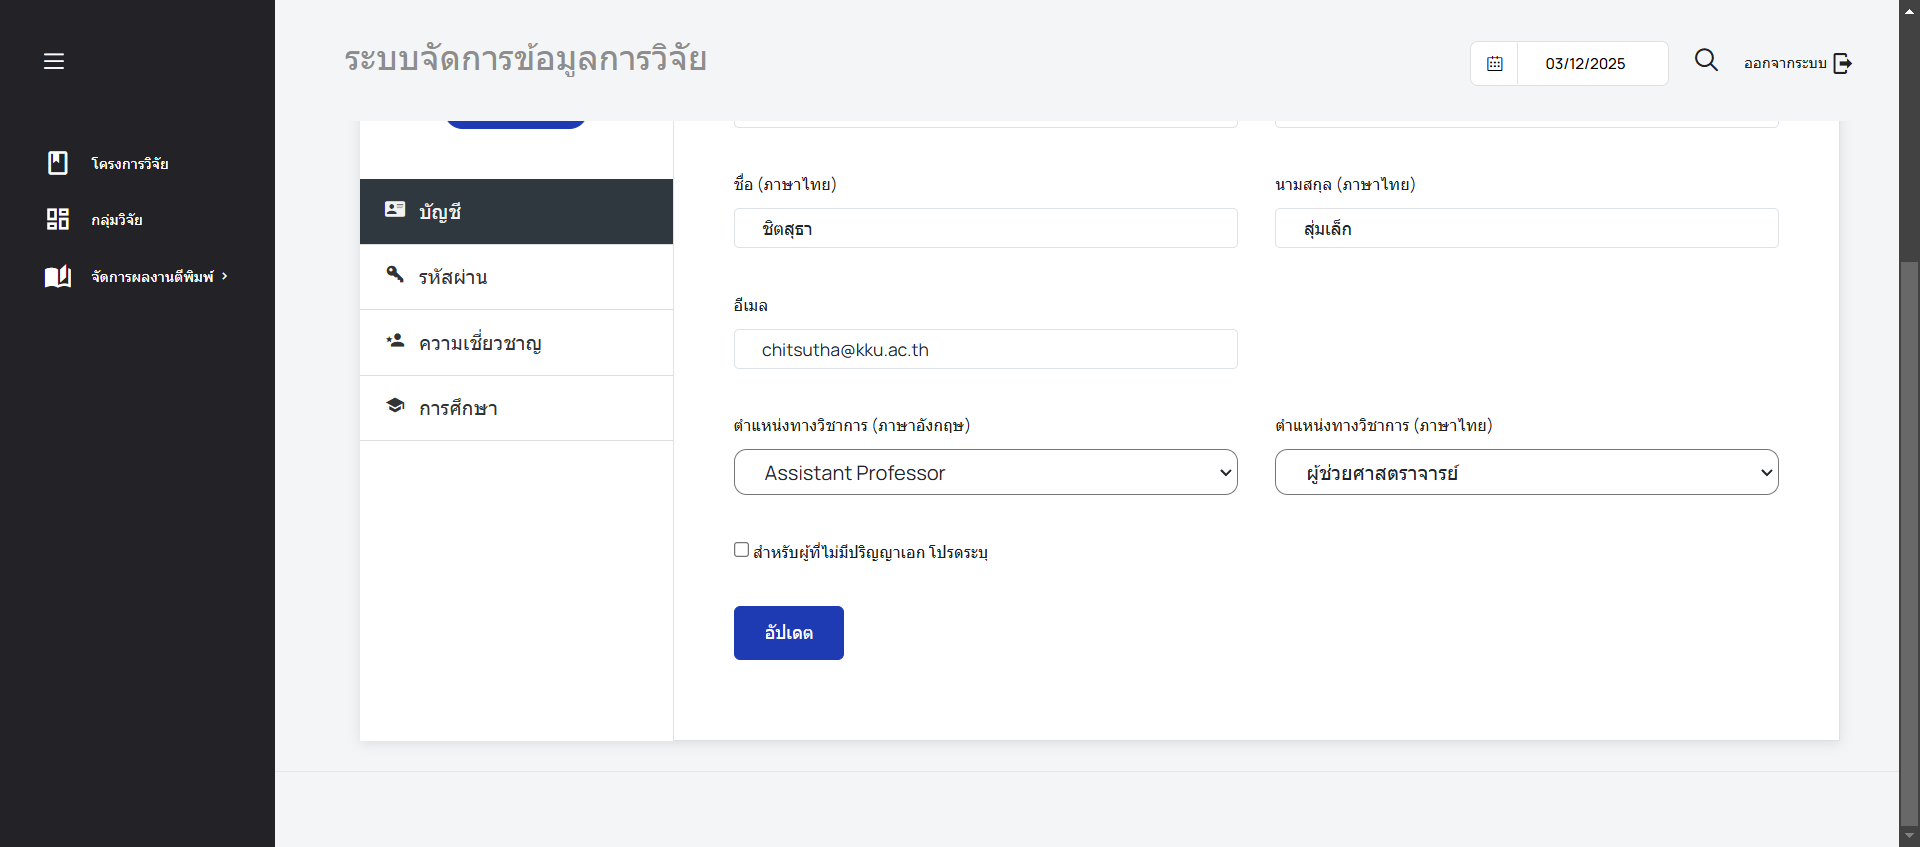 ระบบจัดการข้อมูลการวิจัย
03/12/2025
ออกจากระบบ
โครงการวิจัย
กลุ่มวิจัย
จัดการผลงานตีพิมพ์
บัญชี
รหัสผ่าน
ความเชี่ยวชาญ
การศึกษา
ชื่อ (ภาษาไทย)
นามสกุล (ภาษาไทย)
ชิตสุธา
สุ่มเล็ก
อีเมล
chitsutha@kku.ac.th
ตำแหน่งทางวิชาการ (ภาษาอังกฤษ)
ตำแหน่งทางวิชาการ (ภาษาไทย)
Assistant Professor
ผู้ช่วยศาสตราจารย์
สำหรับผู้ที่ไม่มีปริญญาเอก โปรดระบุ
อัปเดต